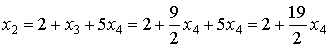 x₂ = 2 + x₃ + 5x₄ = 2 + 9/2 x₄ + 5x₄ = 2 + 19/2 x₄